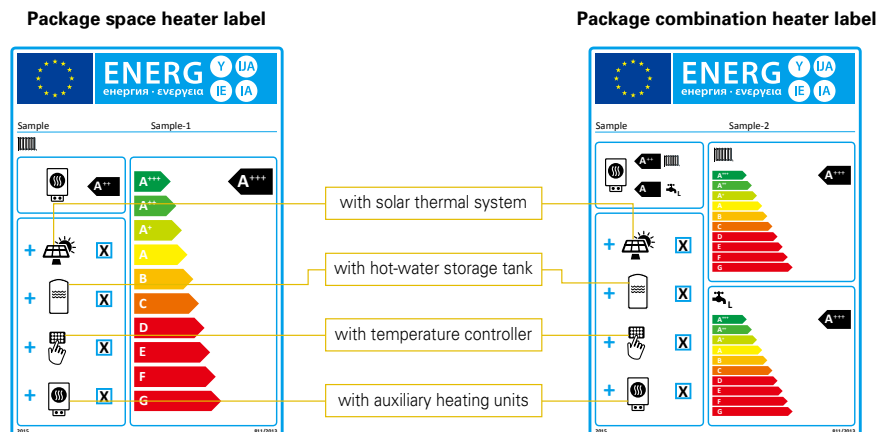 Package space heater label
ENERG
енергия · ενεργεια
Y IJA
IE IA
Sample Sample-1
A++
A+++
A++
A+
A
B
C
D
E
F
G
A+++
+ X
+ X
+ X
+ X
2015 811/2013
with solar thermal system
with hot-water storage tank
with temperature controller
with auxiliary heating units
Package combination heater label
ENERG
енергия · ενεργεια
Y IJA
IE IA
Sample Sample-2
A++
A L
+ X
+ X
+ X
+ X
A+++
A++
A+
A
B
C
D
E
F
G
A+++
L
A+++
A++
A+
A
B
C
D
E
F
G
A+++
2015 811/2013